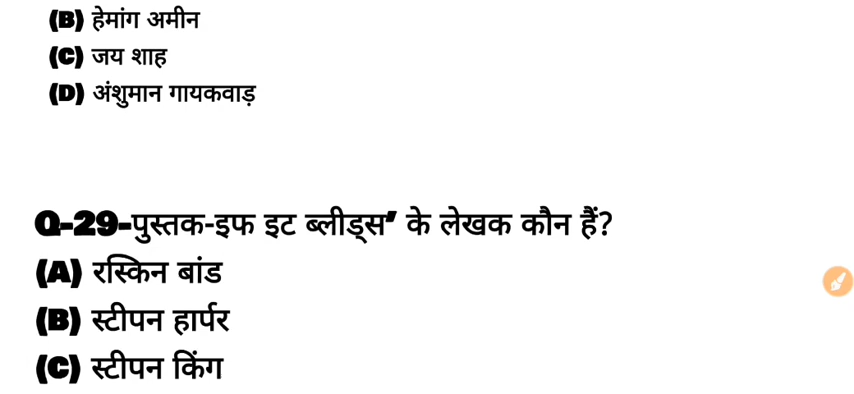 (B) हेमांग अमीन
(C) जय शाह
(D) अंशुमान गायकवाड़
Q-29-पुस्तक-इफ इट ब्लीड्स’ के लेखक कौन हैं?
(A) रस्किन बांड
(B) स्टीपन हार्पर
(C) स्टीपन किंग